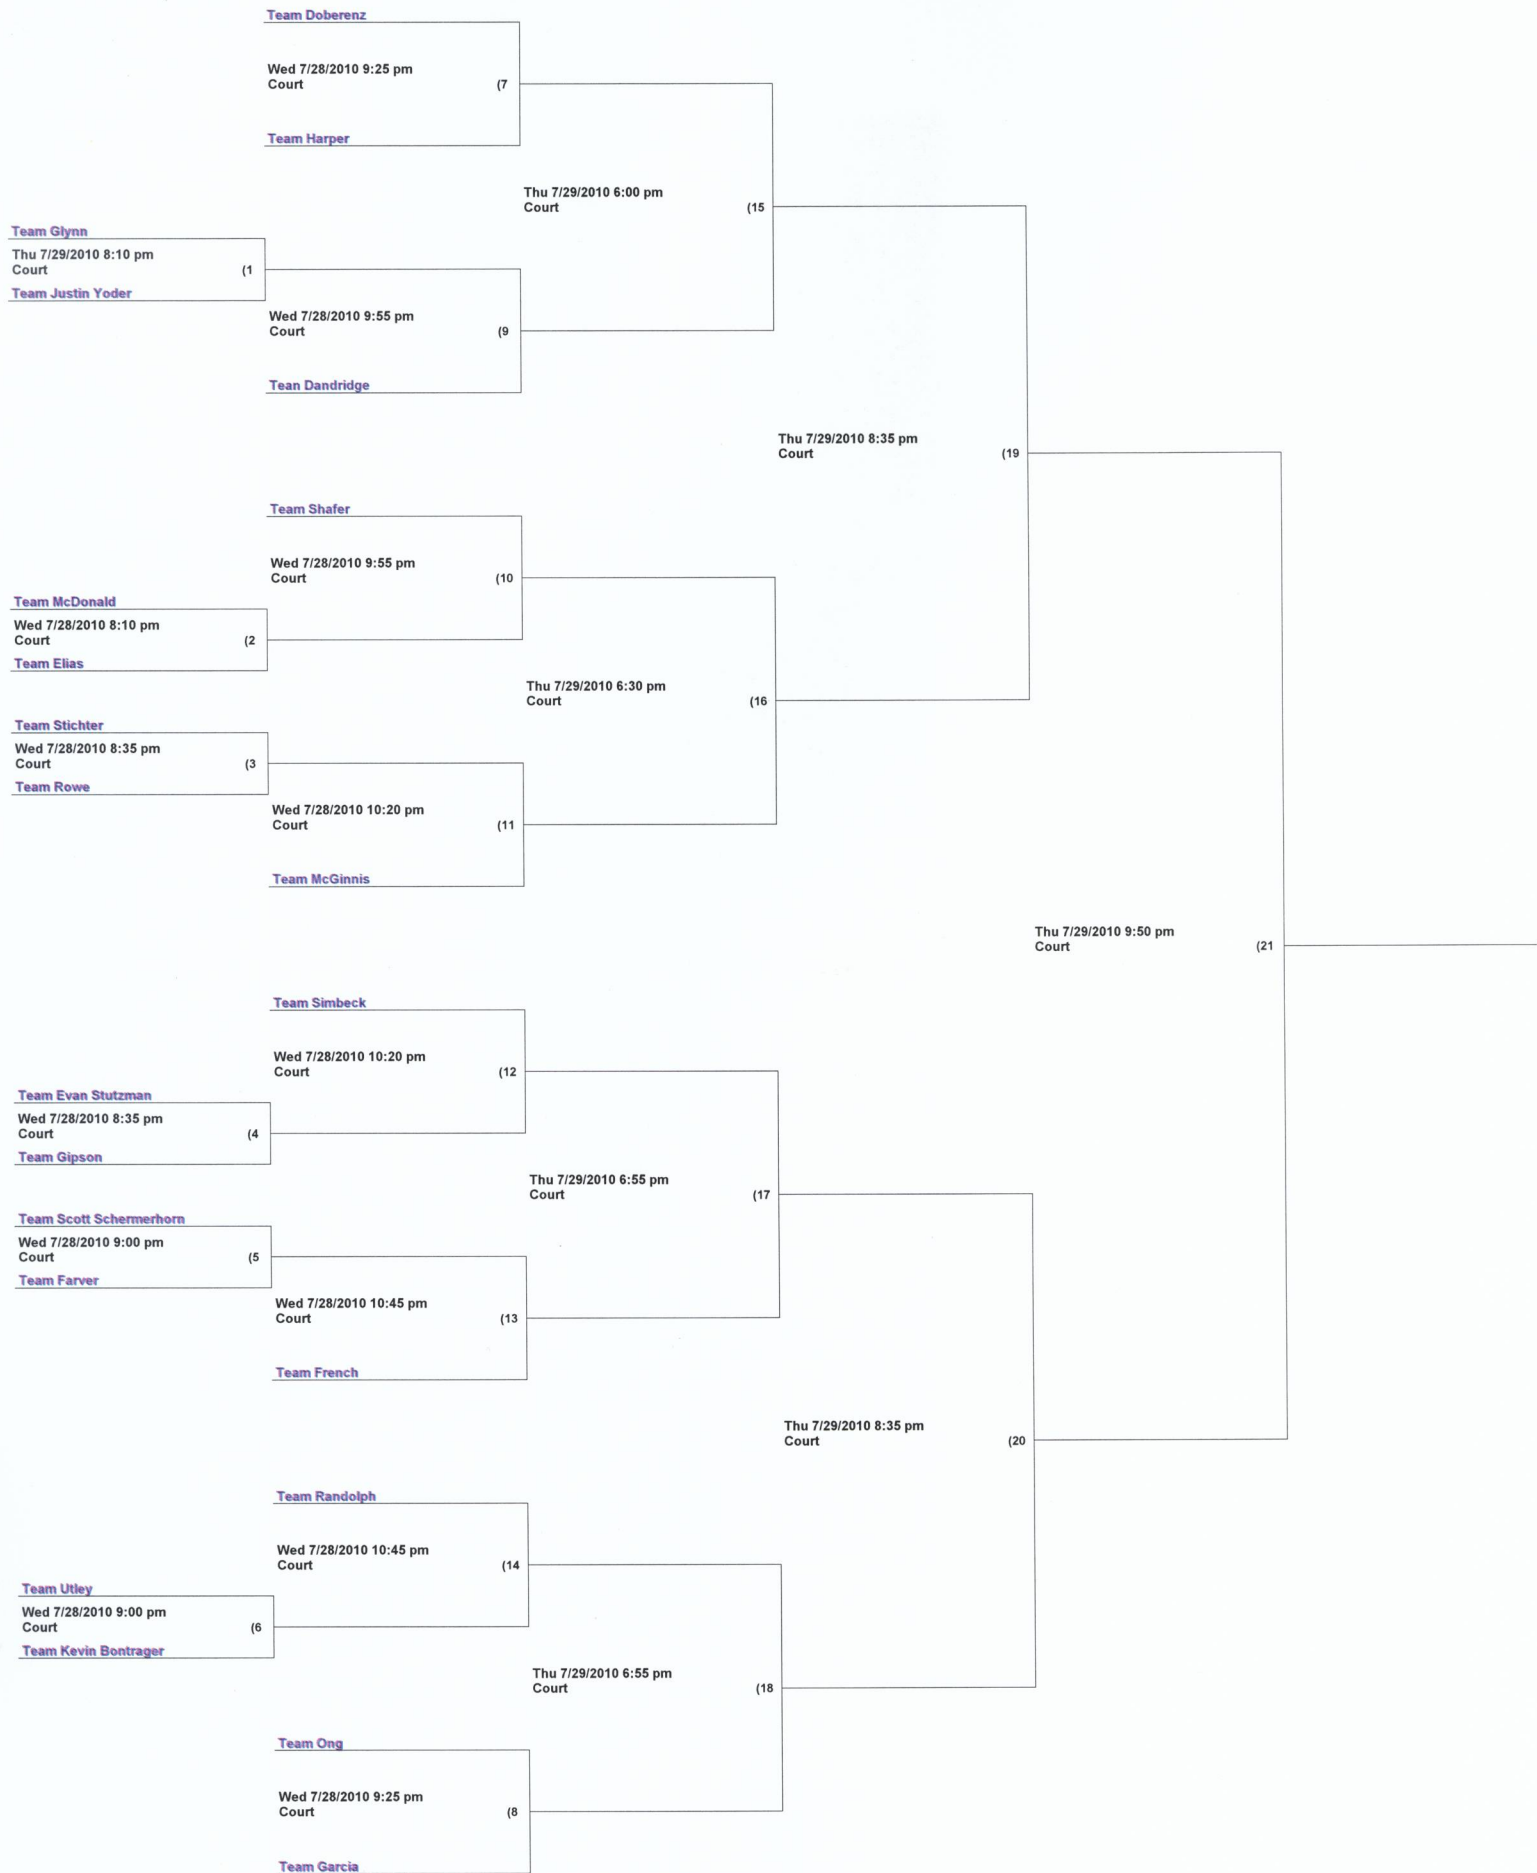 Team Doberenz
Wed 7/28/2010 9:25 pm
Court (7
Team Harper
Thu 7/29/2010 6:00 pm
Court (15
Team Glynn
Thu 7/29/2010 8:10 pm
Court (1
Team Justin Yoder
Wed 7/28/2010 9:55 pm
Court (9
Tean Dandridge
Thu 7/29/2010 8:35 pm
Court (19
Team Shafer
Wed 7/28/2010 9:55 pm
Court (10
Team McDonald
Wed 7/28/2010 8:10 pm
Court (2
Team Elias
Thu 7/29/2010 6:30 pm
Court (16
Team Stichter
Wed 7/28/2010 8:35 pm
Court (3
Team Rowe
Wed 7/28/2010 10:20 pm
Court (11
Team McGinnis
Thu 7/29/2010 9:50 pm
Court (21
Team Simbeck
Wed 7/28/2010 10:20 pm
Court (12
Team Evan Stutzman
Wed 7/28/2010 8:35 pm
Court (4
Team Gipson
Thu 7/29/2010 6:55 pm
Court (17
Team Scott Schermerhorn
Wed 7/28/2010 9:00 pm
Court (5
Team Farver
Wed 7/28/2010 10:45 pm
Court (13
Team French
Thu 7/29/2010 8:35 pm
Court (20
Team Randolph
Wed 7/28/2010 10:45 pm
Court (14
Team Utley
Wed 7/28/2010 9:00 pm
Court (6
Team Kevin Bontrager
Thu 7/29/2010 6:55 pm
Court (18
Team Ong
Wed 7/28/2010 9:25 pm
Court (8
Team Garcia